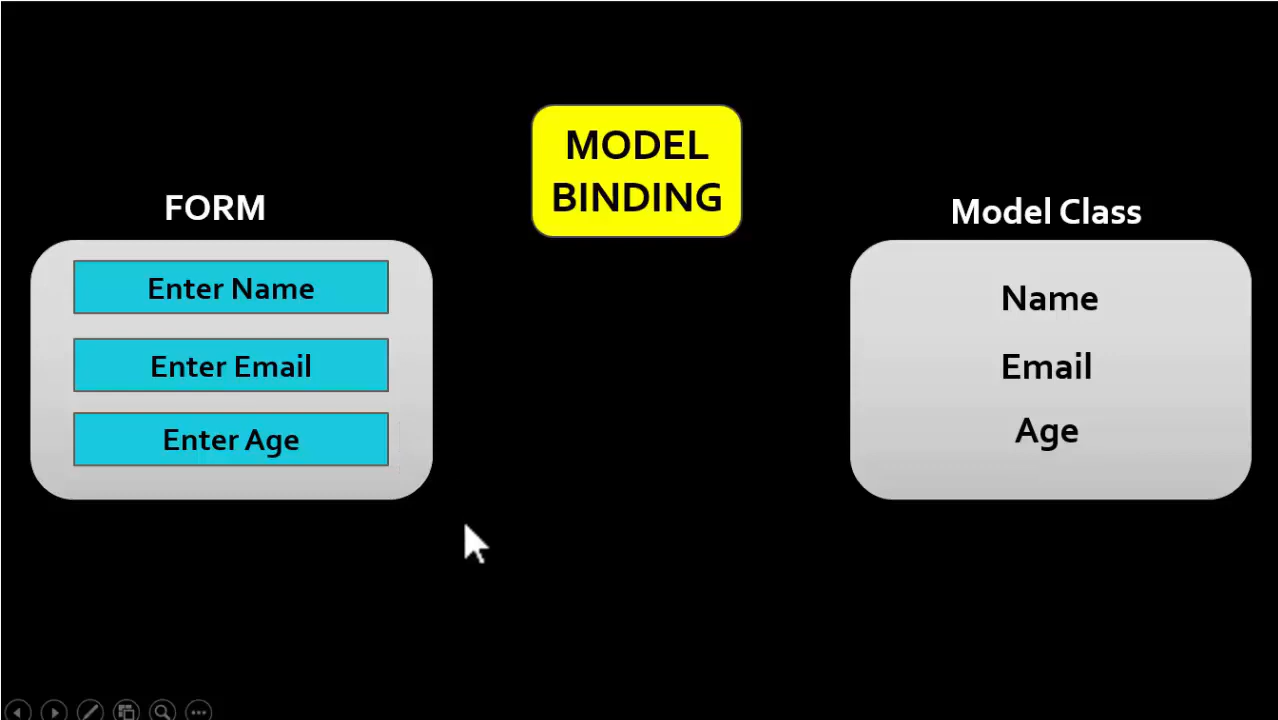 MODEL
BINDING
FORM
Enter Name
Enter Email
Enter Age
Model Class
Name
Email
Age